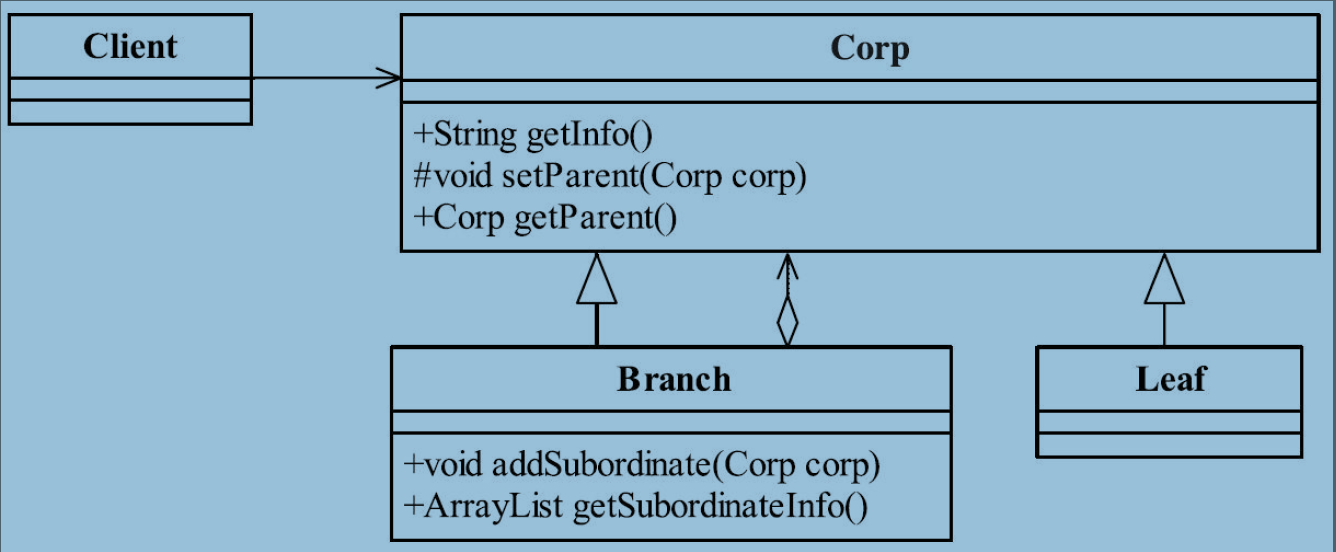 Client
Corp
+String getInfo()
#void setParent(Corp corp)
+Corp getParent()
Branch
+void addSubordinate(Corp corp)
+ArrayList getSubordinateInfo()
Leaf